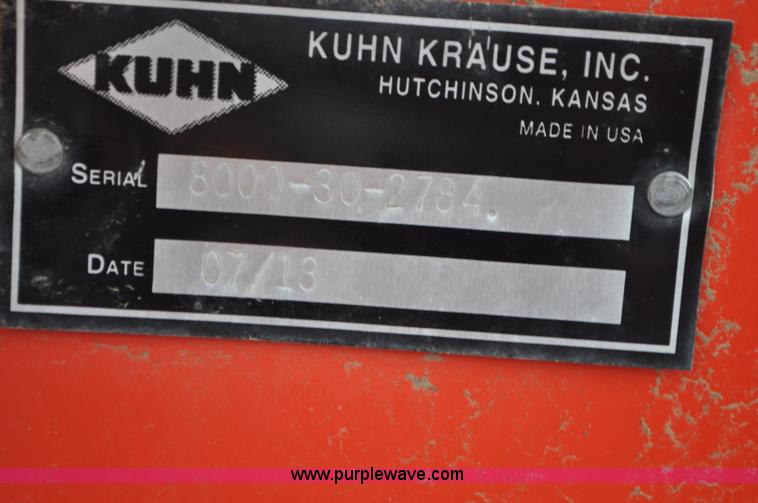 KUHN
KUHN KRAUSE, INC.
HUTCHINSON, KANSAS
MADE IN USA
SERIAL 8000-30-2784.
DATE 07/13
www.purplewave.com